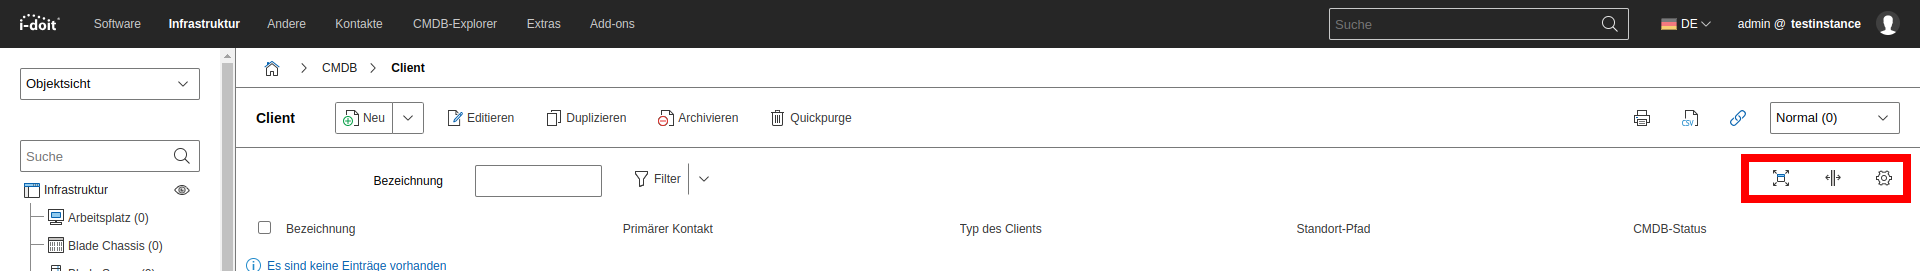 i-doit Software Infrastruktur Andere Kontakte CMDB-Explorer Extras Add-ons Suche DE admin @ testinstance
Objektsicht
CMDB Client
Client Neu Editieren Duplizieren Archivieren Quickpurge CSV Normal (0)
Suche
Bezeichnung Filter
Infrastruktur
Arbeitsplatz (0)
Bezeichnung Primärer Kontakt Typ des Clients Standort-Pfad CMDB-Status
Blade Chassis (0)
Es sind keine Einträge vorhanden